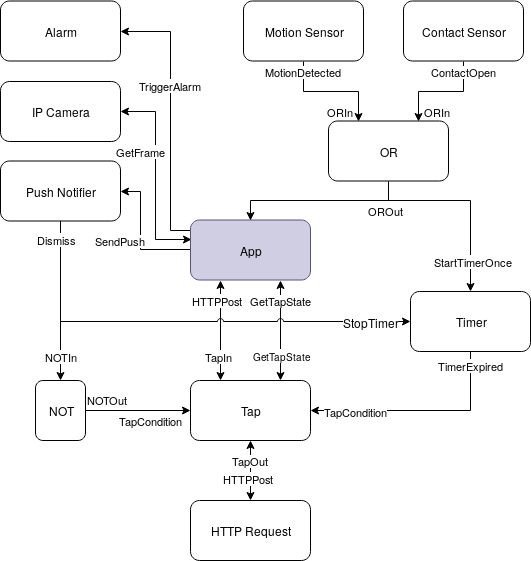 Alarm
Motion Sensor
Contact Sensor
MotionDetected
ContactOpen
TriggerAlarm
IP Camera
ORIn
ORIn
GetFrame
OR
Push Notifier
OROut
Dismiss
SendPush
App
StartTimerOnce
HTTPPost
GetTapState
StopTimer
Timer
NOTIn
TapIn
GetTapState
TimerExpired
NOT
NOTOut
Tap
TapCondition
TapCondition
TapOut
HTTPPost
HTTP Request